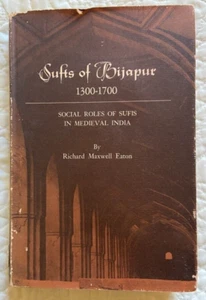 Sufis of Bijapur
1300-1700
SOCIAL ROLES OF SUFIS
IN MEDIEVAL INDIA
By
Richard Maxwell Eaton